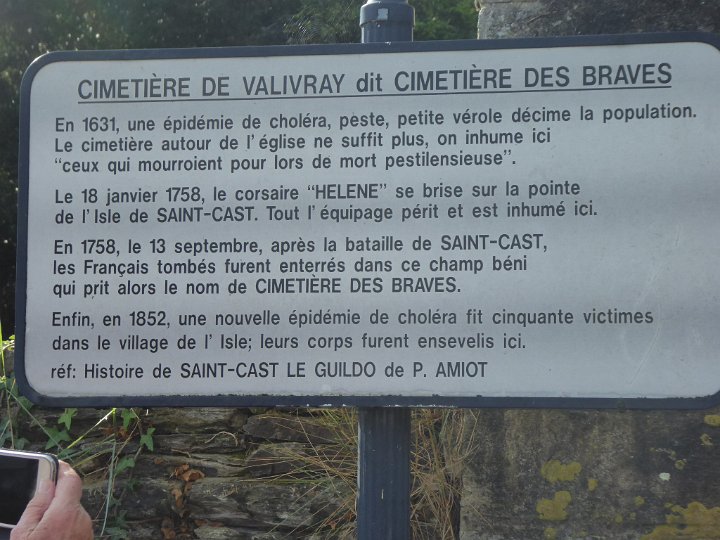 CIMETIÈRE DE VALIVRAY dit CIMETIÈRE DES BRAVES
En 1631, une épidémie de choléra, peste, petite vérole décime la population.
Le cimetière autour de l'église ne suffit plus, on inhume ici
"ceux qui mourroient pour lors de mort pestilensieuse".
Le 18 janvier 1758, le corsaire "HELENE" se brise sur la pointe
de l'Isle de SAINT-CAST. Tout l'équipage périt et est inhumé ici.
En 1758, le 13 septembre, après la bataille de SAINT-CAST,
les Français tombés furent enterrés dans ce champ béni
qui prit alors le nom de CIMETIÈRE DES BRAVES.
Enfin, en 1852, une nouvelle épidémie de choléra fit cinquante victimes
dans le village de l' Isle; leurs corps furent ensevelis ici.
réf: Histoire de SAINT-CAST LE GUILDO de P. AMIOT